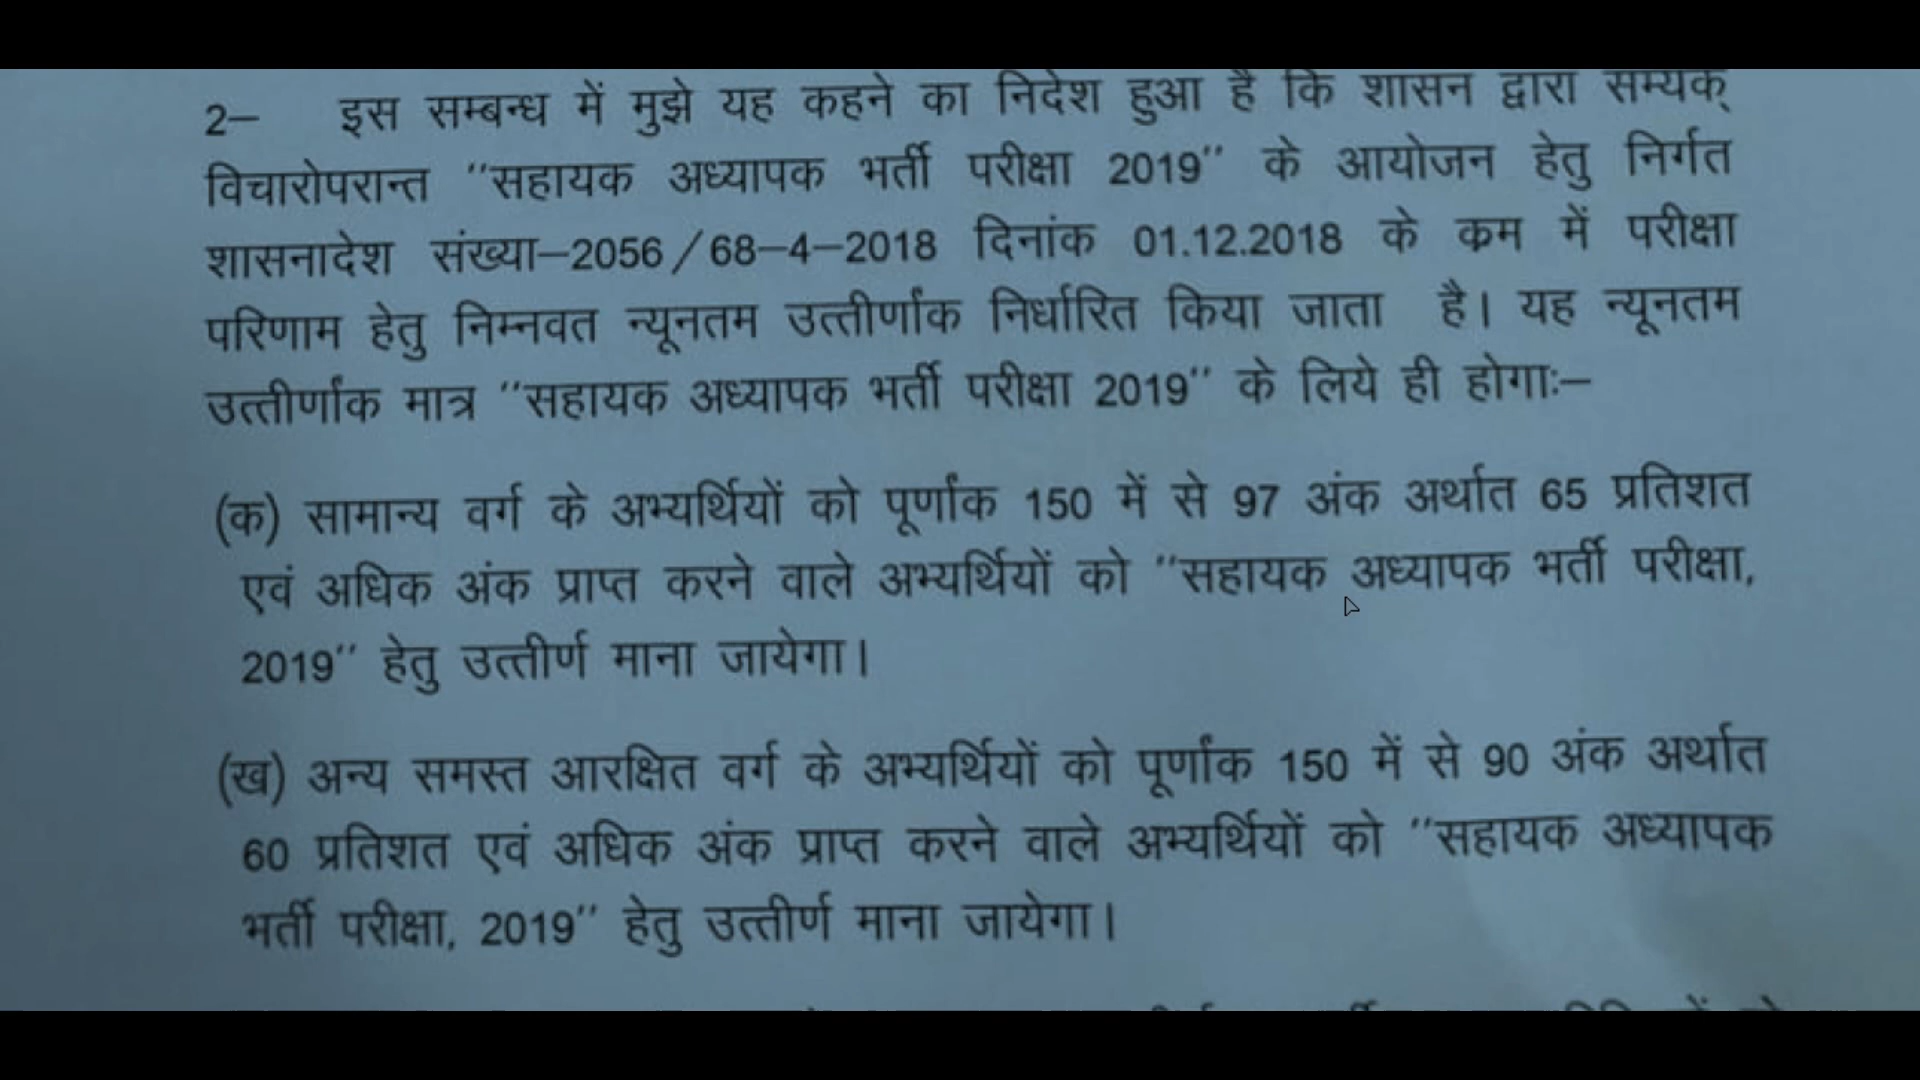 2– इस सम्बन्ध में मुझे यह कहने का निदेश हुआ है कि शासन द्वारा सम्यक्
विचारोपरान्त "सहायक अध्यापक भर्ती परीक्षा 2019" के आयोजन हेतु निर्गत
शासनादेश संख्या–2056/68–4–2018 दिनांक 01.12.2018 के क्रम में परीक्षा
परिणाम हेतु निम्नवत न्यूनतम उत्तीर्णांक निर्धारित किया जाता है। यह न्यूनतम
उत्तीर्णांक मात्र "सहायक अध्यापक भर्ती परीक्षा 2019" के लिये ही होगाः–
(क) सामान्य वर्ग के अभ्यर्थियों को पूर्णांक 150 में से 97 अंक अर्थात 65 प्रतिशत
एवं अधिक अंक प्राप्त करने वाले अभ्यर्थियों को "सहायक अध्यापक भर्ती परीक्षा,
2019" हेतु उत्तीर्ण माना जायेगा।
(ख) अन्य समस्त आरक्षित वर्ग के अभ्यर्थियों को पूर्णांक 150 में से 90 अंक अर्थात
60 प्रतिशत एवं अधिक अंक प्राप्त करने वाले अभ्यर्थियों को "सहायक अध्यापक
भर्ती परीक्षा, 2019" हेतु उत्तीर्ण माना जायेगा।